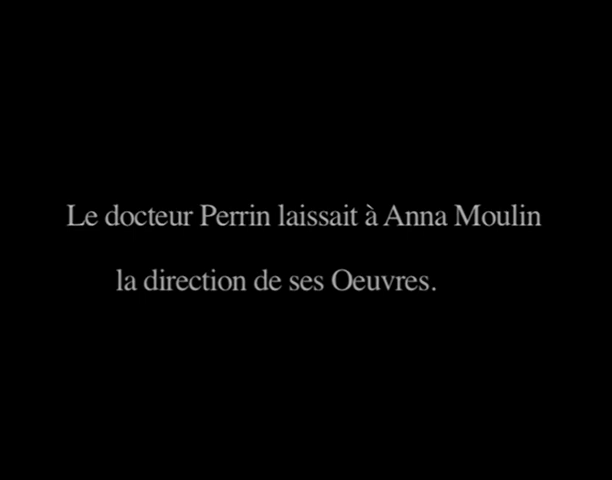 Le docteur Perrin laissait à Anna Moulin
la direction de ses Oeuvres.